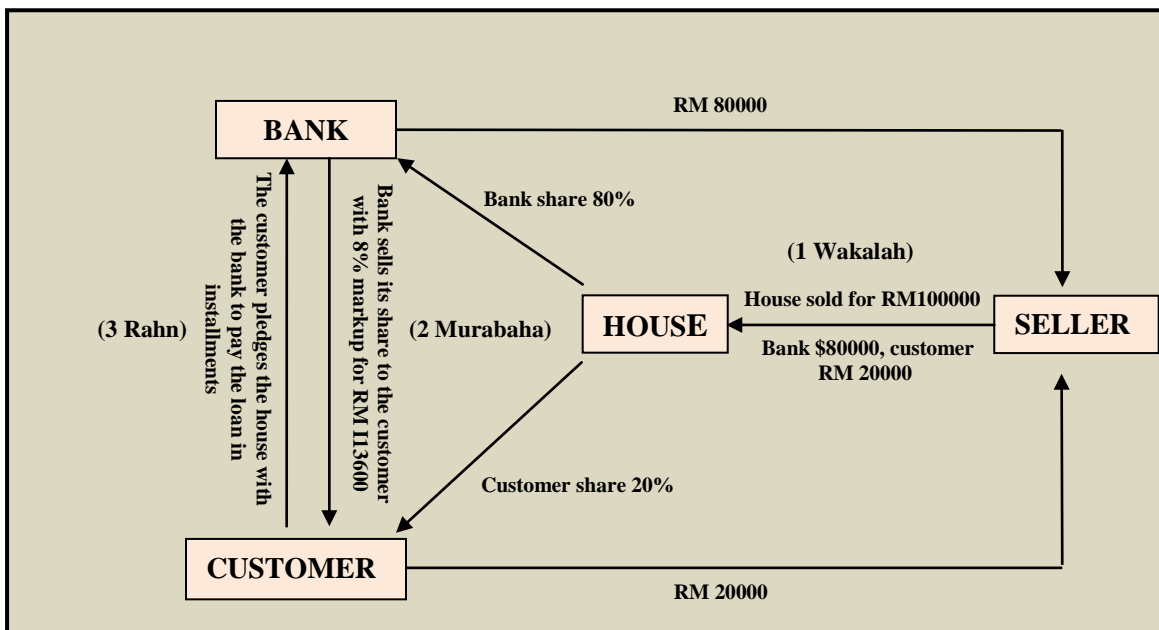 RM 80000
BANK
Bank share 80%
(1 Wakalah)
House sold for RM100000
HOUSE
SELLER
Bank $80000, customer
RM 20000
(3 Rahn)
The customer pledges the house with
the bank to pay the loan in
installments
Bank sells its share to the customer
with 8% markup for RM I13600
(2 Murabaha)
Customer share 20%
CUSTOMER
RM 20000